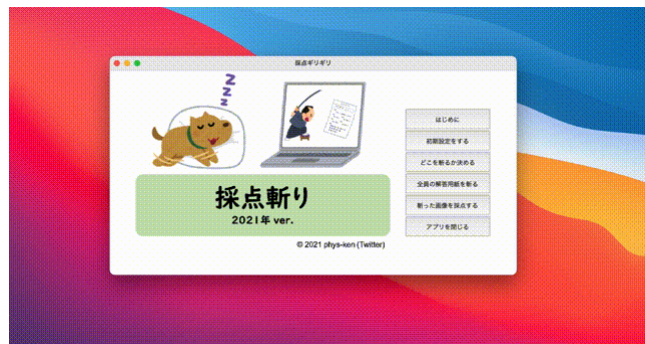 採点ギリギリ
z
z
z
採点斬り
2021年 ver.
© 2021 phys-ken (Twitter)
はじめに
初期設定をする
どこを斬るか決める
全員の解答用紙を斬る
斬った画像を採点する
アプリを閉じる